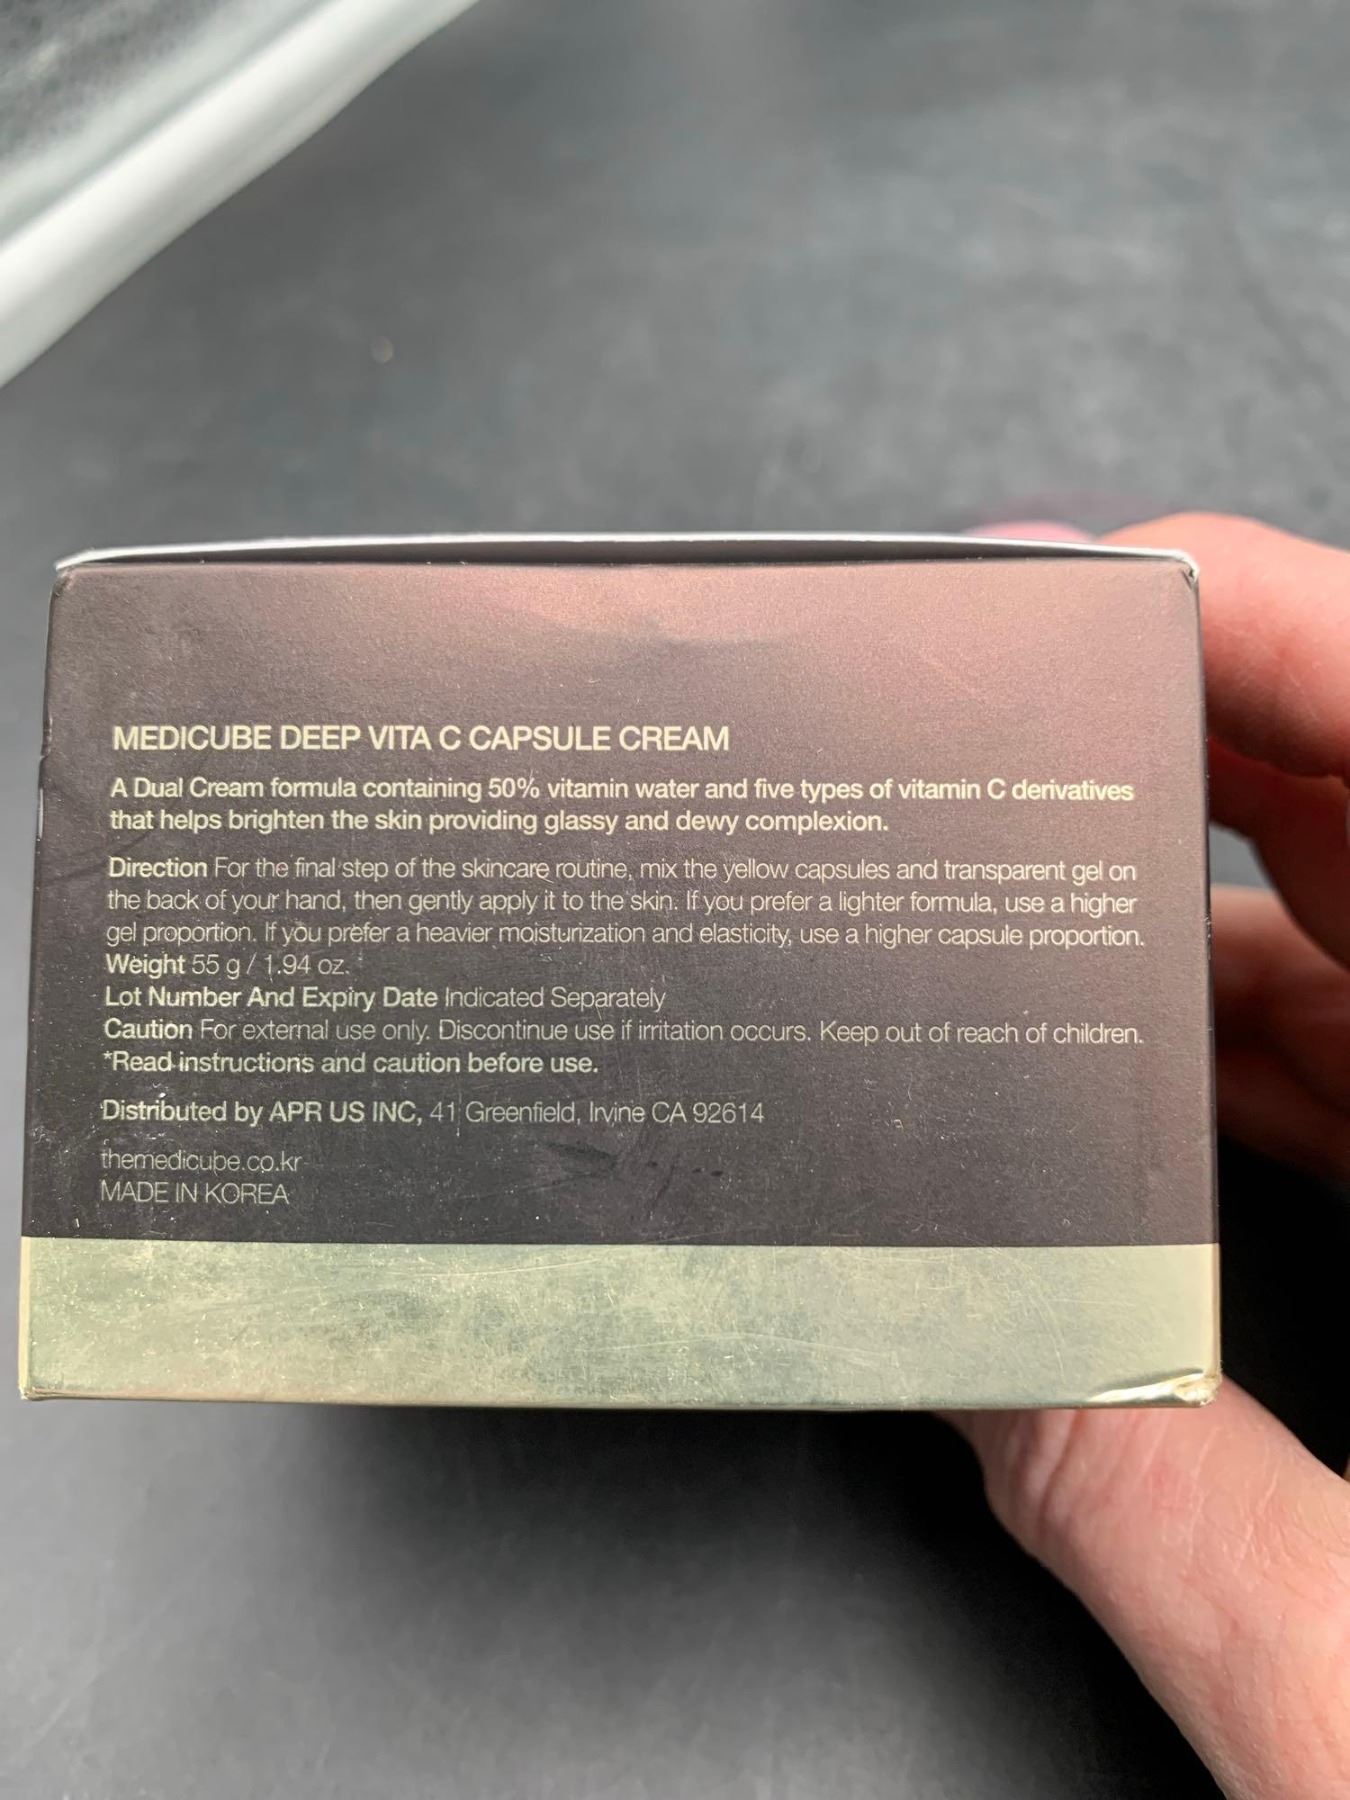 MEDICUBE DEEP VITA C CAPSULE CREAM
A Dual Cream formula containing 50% vitamin water and five types of vitamin C derivatives
that helps brighten the skin providing glassy and dewy complexion.
Direction For the final step of the skincare routine, mix the yellow capsules and transparent gel on
the back of your hand, then gently apply it to the skin. If you prefer a lighter formula, use a higher
gel proportion. If you prefer a heavier moisturization and elasticity, use a higher capsule proportion.
Weight 55 g / 1.94 oz.
Lot Number And Expiry Date Indicated Separately
Caution For external use only. Discontinue use if irritation occurs. Keep out of reach of children.
*Read instructions and caution before use.
Distributed by APR US INC, 41 Greenfield, Irvine CA 92614
themedicube.co.kr
MADE IN KOREA